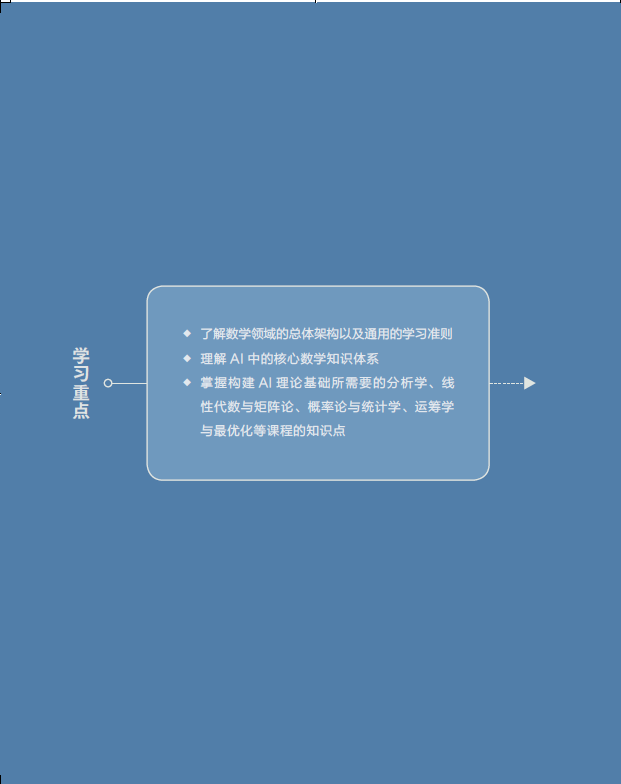 学习重点
◆ 了解数学领域的总体架构以及通用的学习准则
◆ 理解 AI 中的核心数学知识体系
◆ 掌握构建 AI 理论基础所需要的分析学、线
性代数与矩阵论、概率论与统计学、运筹学
与最优化等课程的知识点